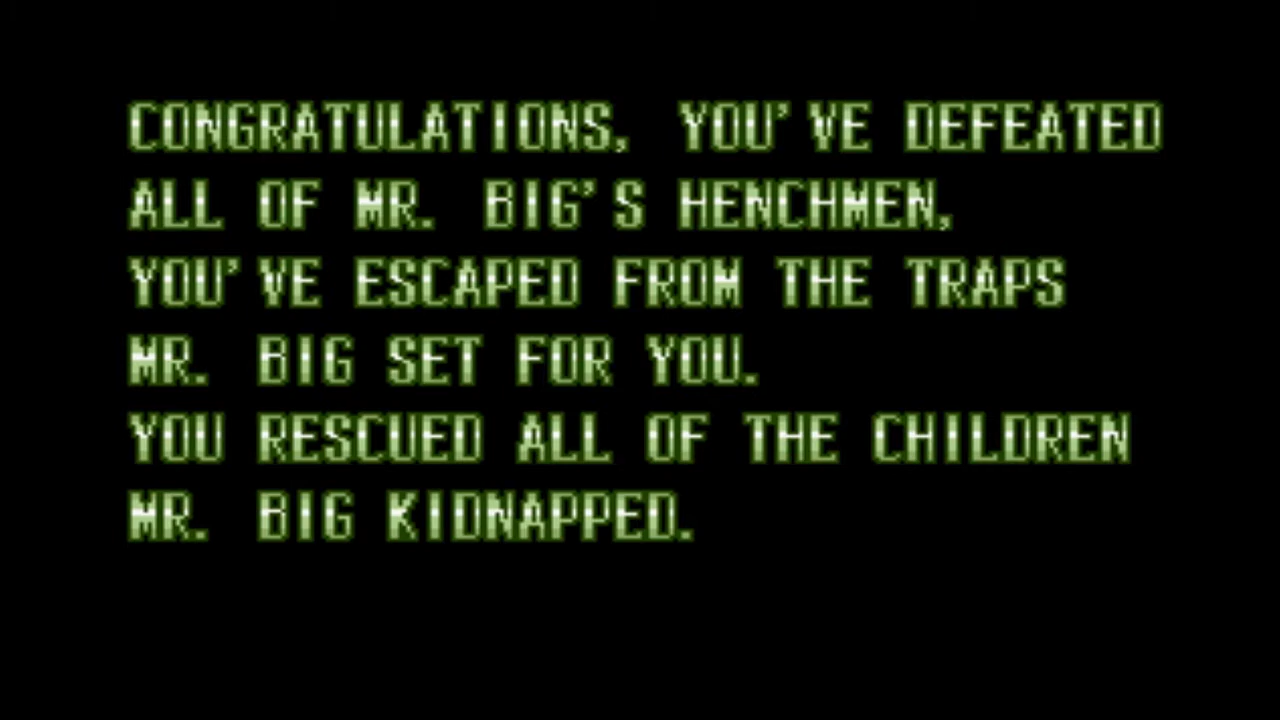 CONGRATULATIONS, YOU'VE DEFEATED
ALL OF MR. BIG'S HENCHMEN,
YOU'VE ESCAPED FROM THE TRAPS
MR. BIG SET FOR YOU.
YOU RESCUED ALL OF THE CHILDREN
MR. BIG KIDNAPPED.